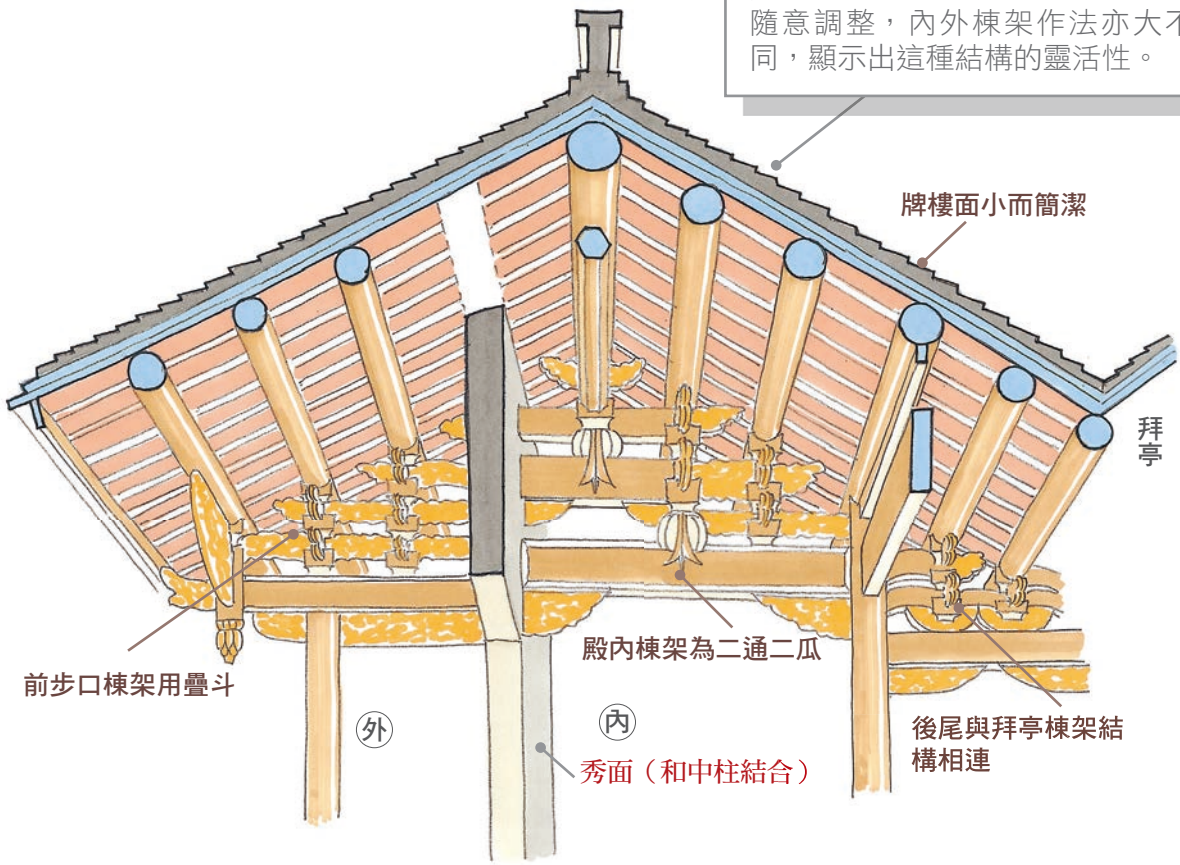 隨意調整，內外棟架作法亦大不
同，顯示出這種結構的靈活性。
牌樓面小而簡潔
拜亭
殿內棟架為二通二瓜
前步口棟架用疊斗
外
內
後尾與拜亭棟架結
構相連
秀面（和中柱結合）